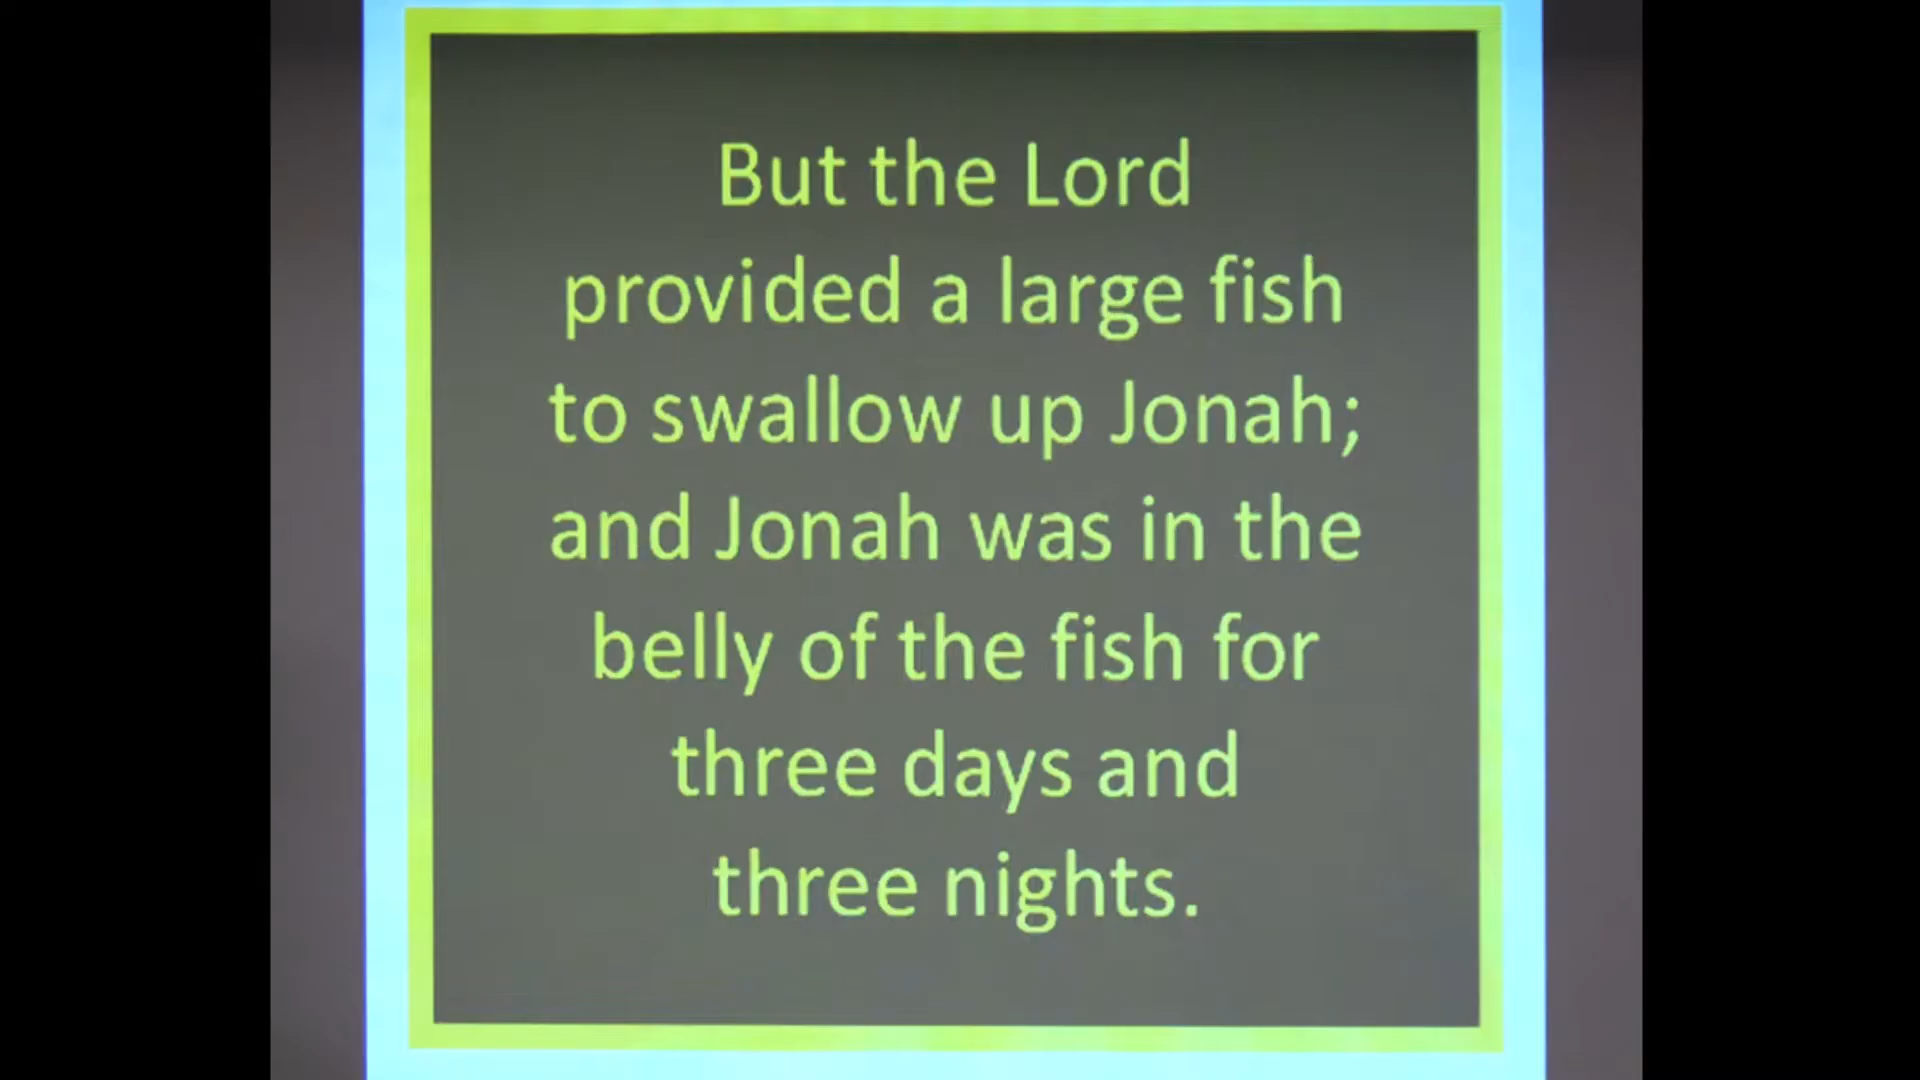 But the Lord
provided a large fish
to swallow up Jonah;
and Jonah was in the
belly of the fish for
three days and
three nights.